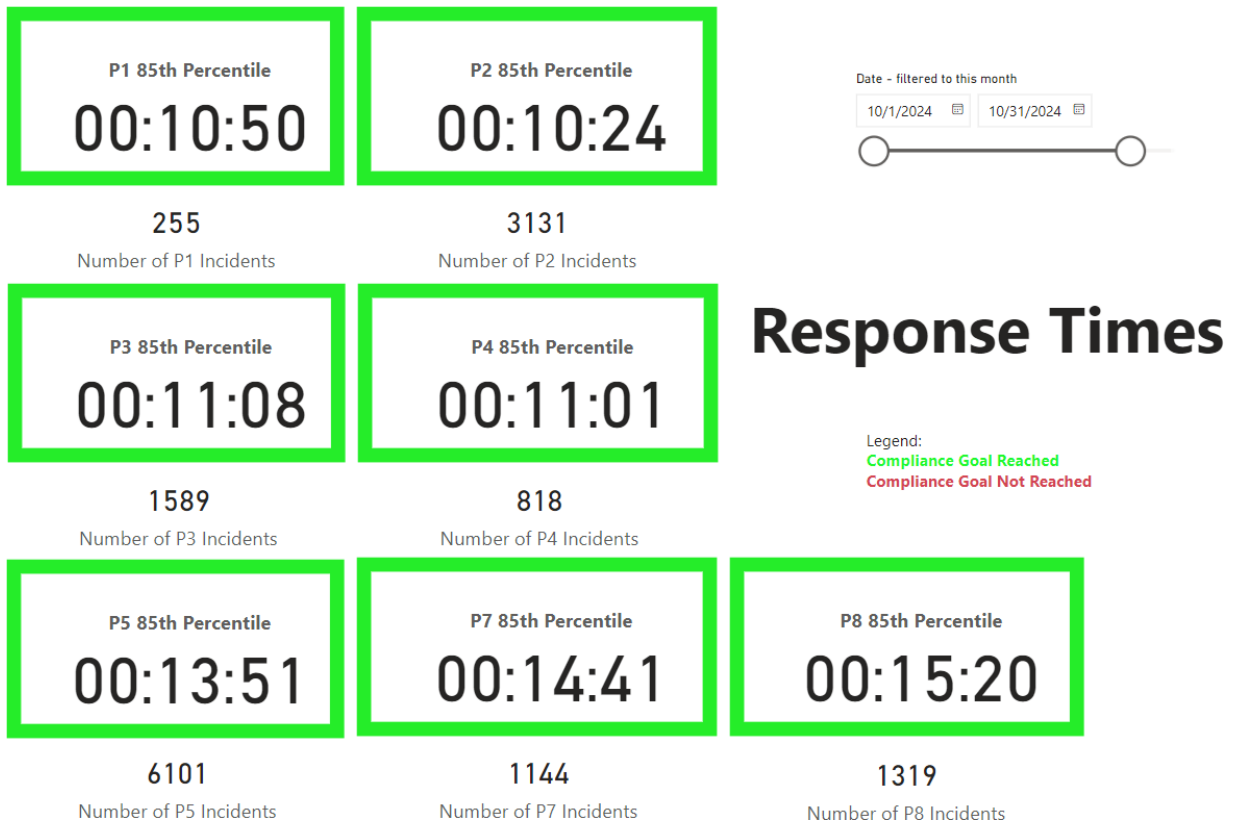 P1 85th Percentile
00:10:50
255
Number of P1 Incidents
P2 85th Percentile
00:10:24
3131
Number of P2 Incidents
Date - filtered to this month
10/1/2024
10/31/2024
P3 85th Percentile
00:11:08
1589
Number of P3 Incidents
P4 85th Percentile
00:11:01
818
Number of P4 Incidents
Response Times
Legend:
Compliance Goal Reached
Compliance Goal Not Reached
P5 85th Percentile
00:13:51
6101
Number of P5 Incidents
P7 85th Percentile
00:14:41
1144
Number of P7 Incidents
P8 85th Percentile
00:15:20
1319
Number of P8 Incidents